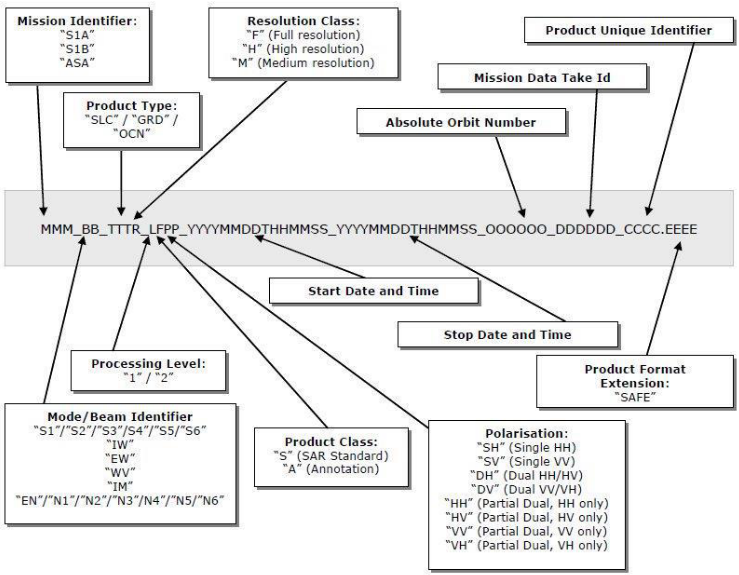 Mission Identifier:
“S1A”
“S1B”
“ASA”
Resolution Class:
“F” (Full resolution)
“H” (High resolution)
“M” (Medium resolution)
Product Unique Identifier
Mission Data Take Id
Product Type:
“SLC” / “GRD” /
“OCN”
Absolute Orbit Number
MMM_BB_TTTR_LFPP_YYYYMMDDTHHMMSS_YYYYMMDDTHHMMSS_OOOOOO_DDDDDD_CCCC.EEEE
Start Date and Time
Stop Date and Time
Processing Level:
“1” / “2”
Product Format
Extension:
“SAFE”
Mode/Beam Identifier
“S1”/”S2”/”S3”/S4”/”S5”/”S6”
“IW”
“EW”
“WV”
“IM”
“EN”/”N1”/”N2”/”N3”/N4”/”N5”/”N6”
Product Class:
“S” (SAR Standard)
“A” (Annotation)
Polarisation:
“SH” (Single HH)
“SV” (Single VV)
“DH” (Dual HH/HV)
“DV” (Dual VV/VH)
“HH” (Partial Dual, HH only)
“HV” (Partial Dual, HV only)
“VV” (Partial Dual, VV only)
“VH” (Partial Dual, VH only)